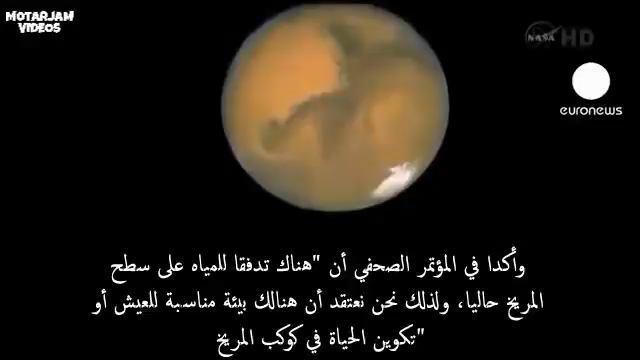 MOTARJAM
VIDEOS
NASA HD
euronews
وأكدا في المؤتمر الصحفي أن "هناك تدفقا للمياه على سطح
المريخ حاليا، ولذلك نحن نعتقد أن هنالك بيئة مناسبة للعيش أو
تكوين الحياة في كوكب المريخ"